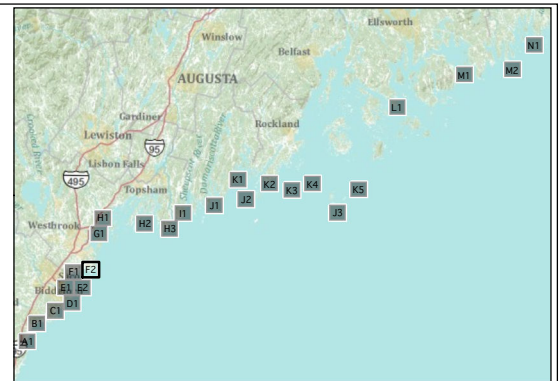 Ellsworth
N1
Winslow
Belfast
M2
M1
AUGUSTA
L1
Gardiner
Rockland
Lewiston
95
Lisbon Falls
495
Topsham
K1
K2
K4
K3
K5
J2
J1
J3
I1
H1
H2
H3
Westbrook
G1
F1
F2
E1
E2
D1
C1
B1
A1